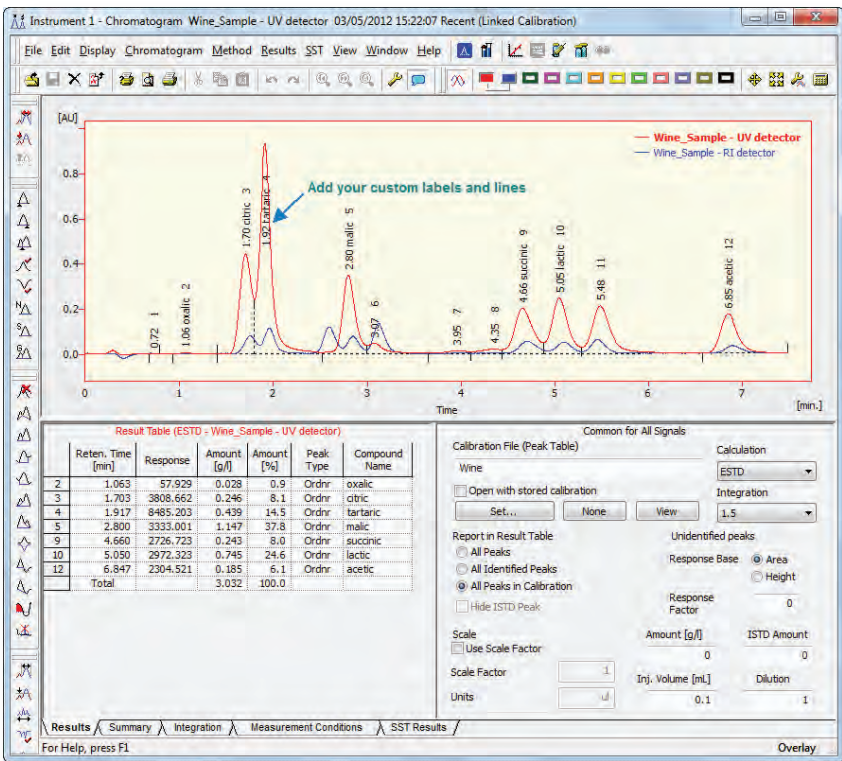 Instrument 1 - Chromatogram Wine_Sample - UV detector 03/05/2012 15:22:07 Recent (Linked Calibration)
File Edit Display Chromatogram Method Results SST View Window Help
[AU]
Wine_Sample - UV detector
Wine_Sample - RI detector
Add your custom labels and lines
0.8
0.6
0.4
0.2
0.0
0.72 1
1.06 oxalic 2
1.70 citric 3
1.92 tartaric 4
2.80 malic 5
3.07 6
3.95 7
4.35 8
4.66 succinic 9
5.05 lactic 10
5.48 11
6.85 acetic 12
0 1 2 3 4 5 6 7
Time
[min.]
Result Table (ESTD - Wine_Sample - UV detector)
Reten. Time [min] Response Amount [g/l] Amount [%] Peak Type Compound Name
2 1.063 57.929 0.028 0.9 Ordnr oxalic
3 1.703 3808.662 0.246 8.1 Ordnr citric
4 1.917 8485.203 0.439 14.5 Ordnr tartaric
5 2.800 3333.001 1.147 37.8 Ordnr malic
9 4.660 2726.723 0.243 8.0 Ordnr succinic
10 5.050 2972.323 0.745 24.6 Ordnr lactic
12 6.847 2304.521 0.185 6.1 Ordnr acetic
Total 3.032 100.0
Common for All Signals
Calibration File (Peak Table)
Wine
Open with stored calibration
Set... None View
Calculation
ESTD
Integration
1.5
Report in Result Table
All Peaks
All Identified Peaks
All Peaks in Calibration
Hide ISTD Peak
Unidentified peaks
Response Base Area
Height
Response Factor 0
Scale
Use Scale Factor
Scale Factor 1
Units ul
Amount [g/l] ISTD Amount
0 0
Inj. Volume [mL] Dilution
0.1 1
Results Summary Integration Measurement Conditions SST Results
For Help, press F1
Overlay